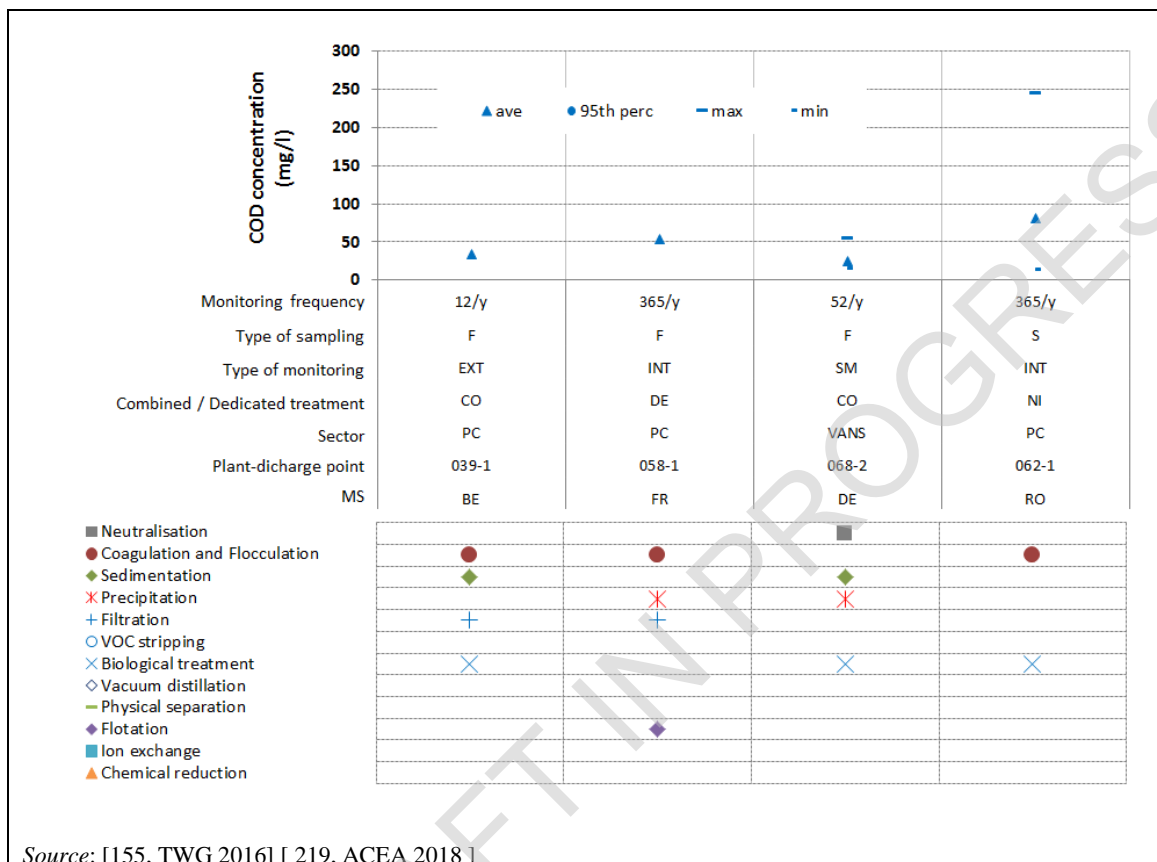 300
250
200
150
100
50
0
COD concentration
(mg/l)
ave 95th perc max min
Monitoring frequency 12/y 365/y 52/y 365/y
Type of sampling F F F S
Type of monitoring EXT INT SM INT
Combined / Dedicated treatment CO DE CO NI
Sector PC PC VANS PC
Plant-dicharge point 039-1 058-1 068-2 062-1
MS BE FR DE RO
Neutralisation
Coagulation and Flocculation
Sedimentation
Precipitation
Filtration
VOC stripping
Biological treatment
Vacuum distillation
Physical separation
Flotation
Ion exchange
Chemical reduction
FT IN PROGRESS
Source: [155, TWG 2016] [ 219, ACEA 2018 ]